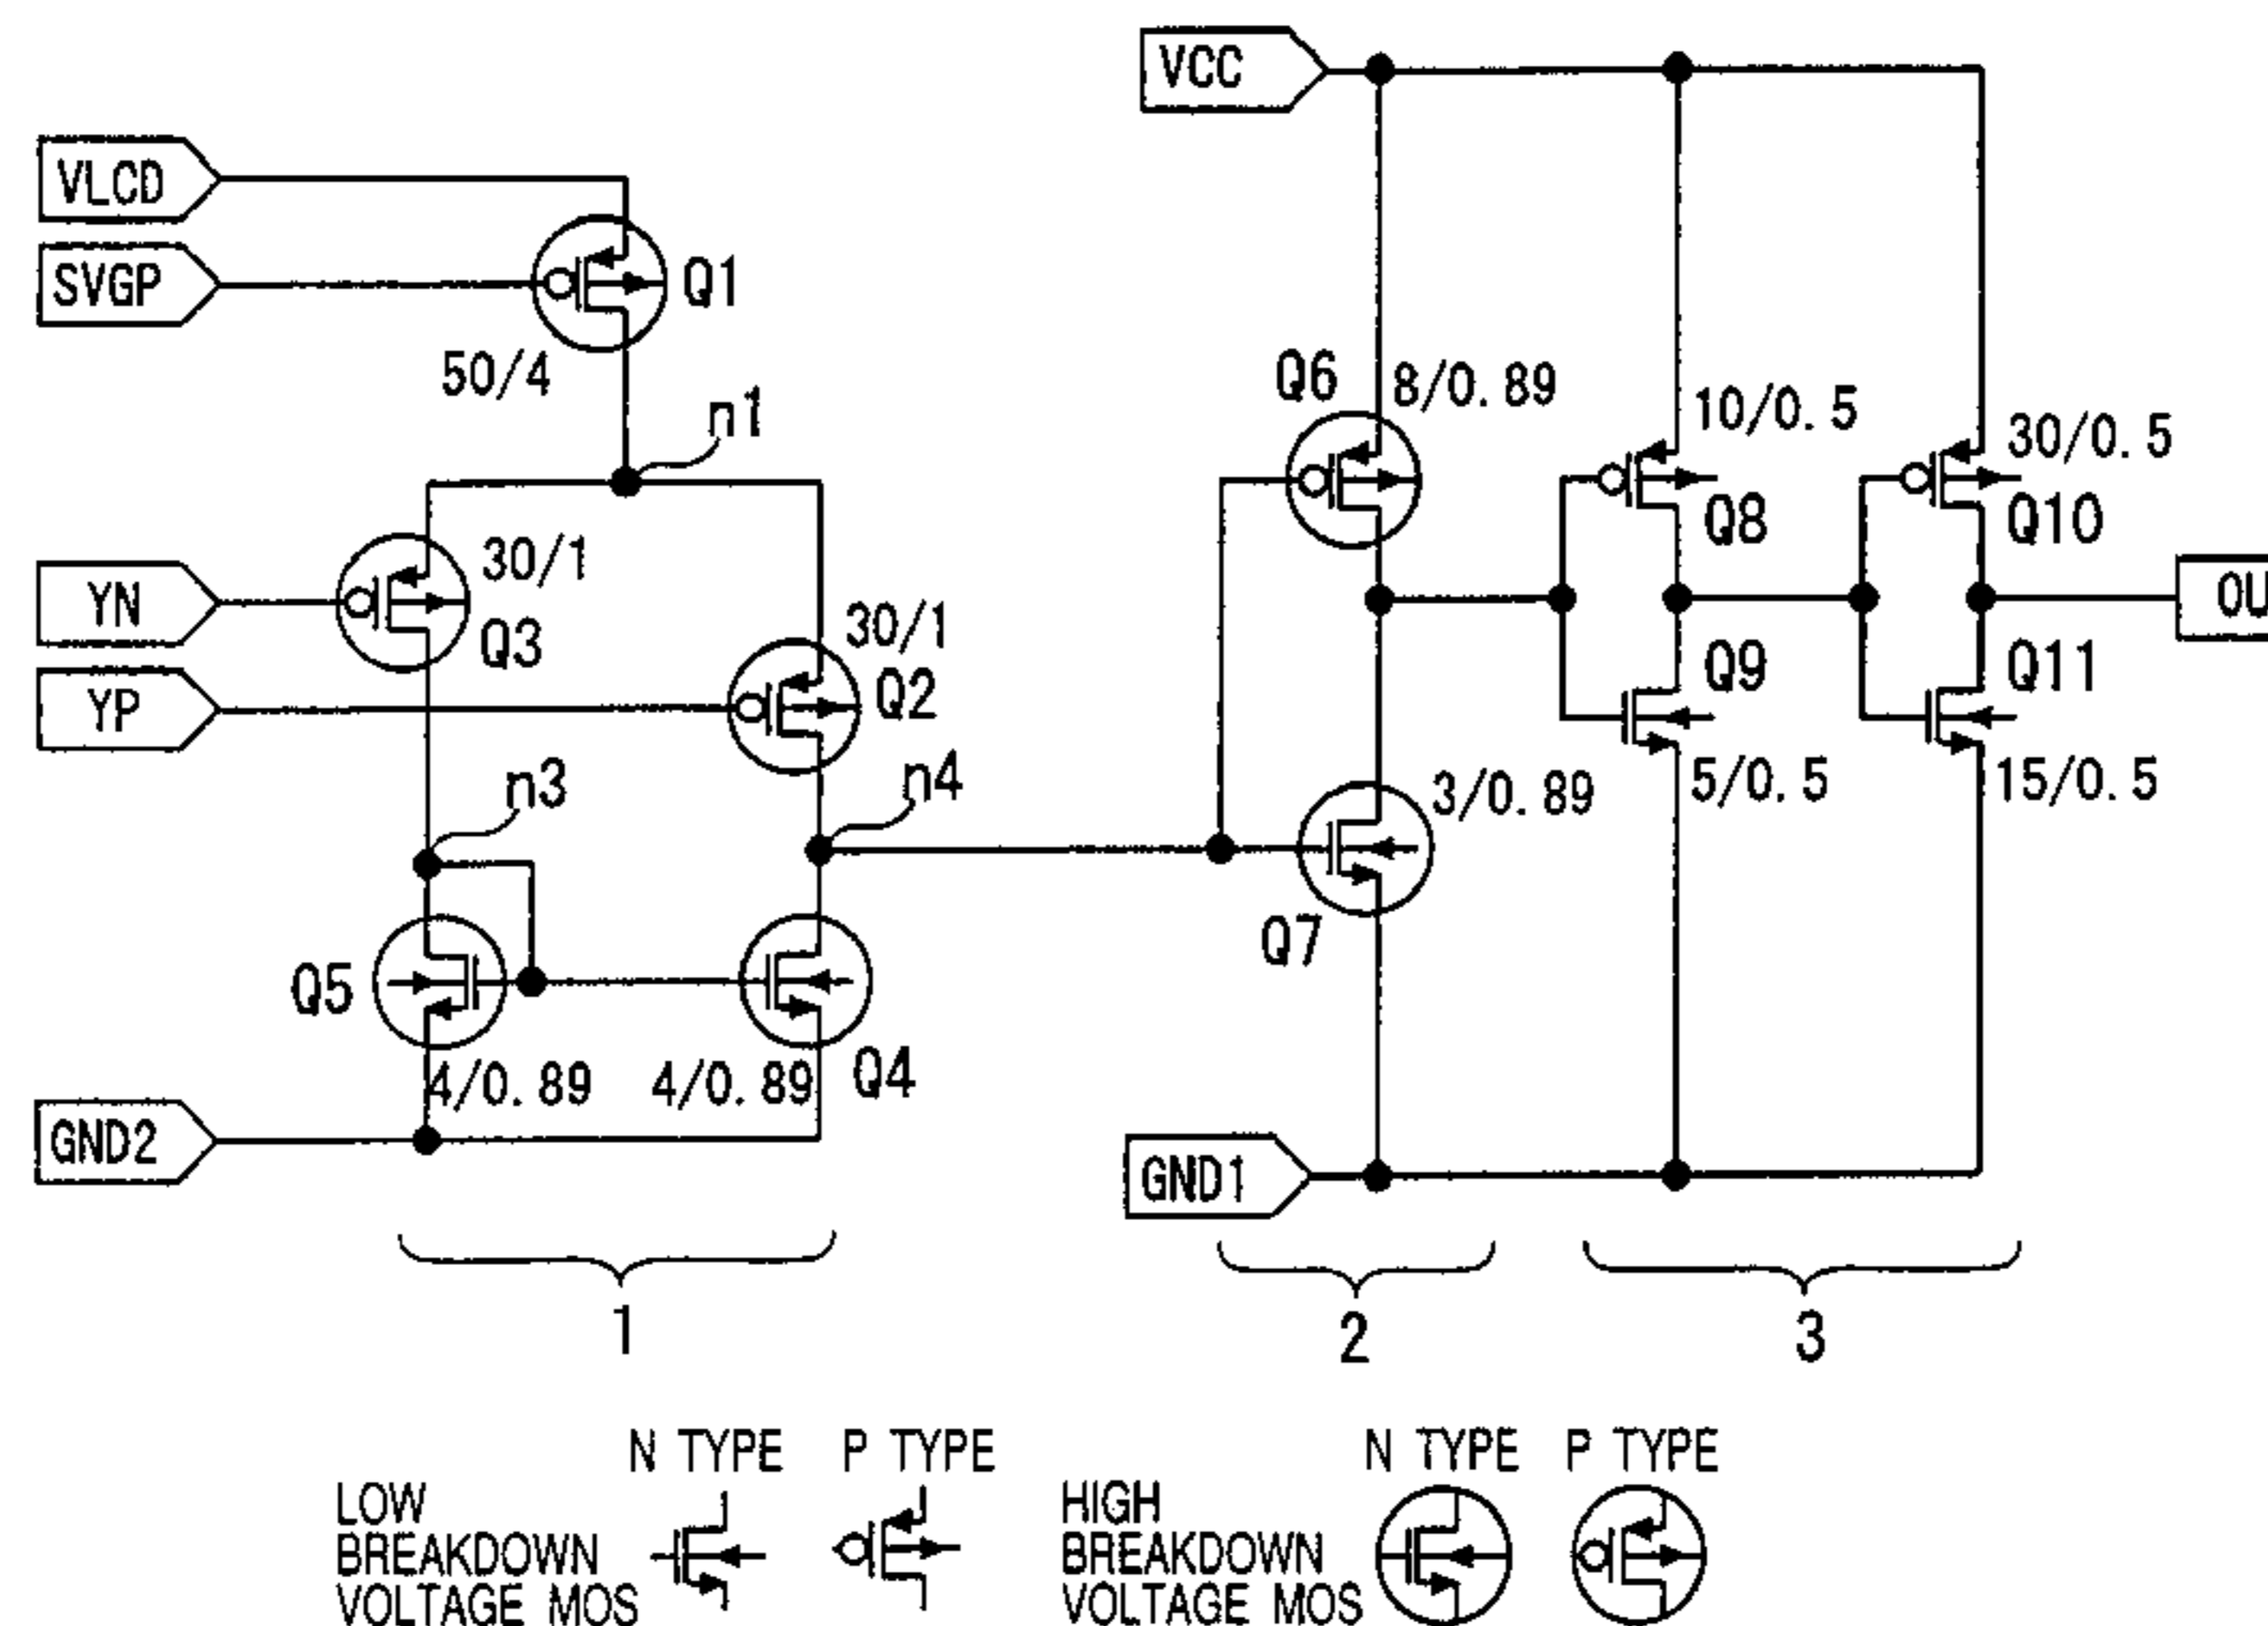 VCC
VLCD
SVGP
Q1
50/4
n1
Q6
8/0.89
10/0.5
30/0.5
Q8
Q10
YN
30/1
Q3
30/1
YP
Q2
OU
Q9
Q11
n3
n4
3/0.89
5/0.5
15/0.5
Q7
Q5
4/0.89
4/0.89
Q4
GND2
GND1
1
2
3
N TYPE
P TYPE
LOW
BREAKDOWN
VOLTAGE MOS
N TYPE
P TYPE
HIGH
BREAKDOWN
VOLTAGE MOS